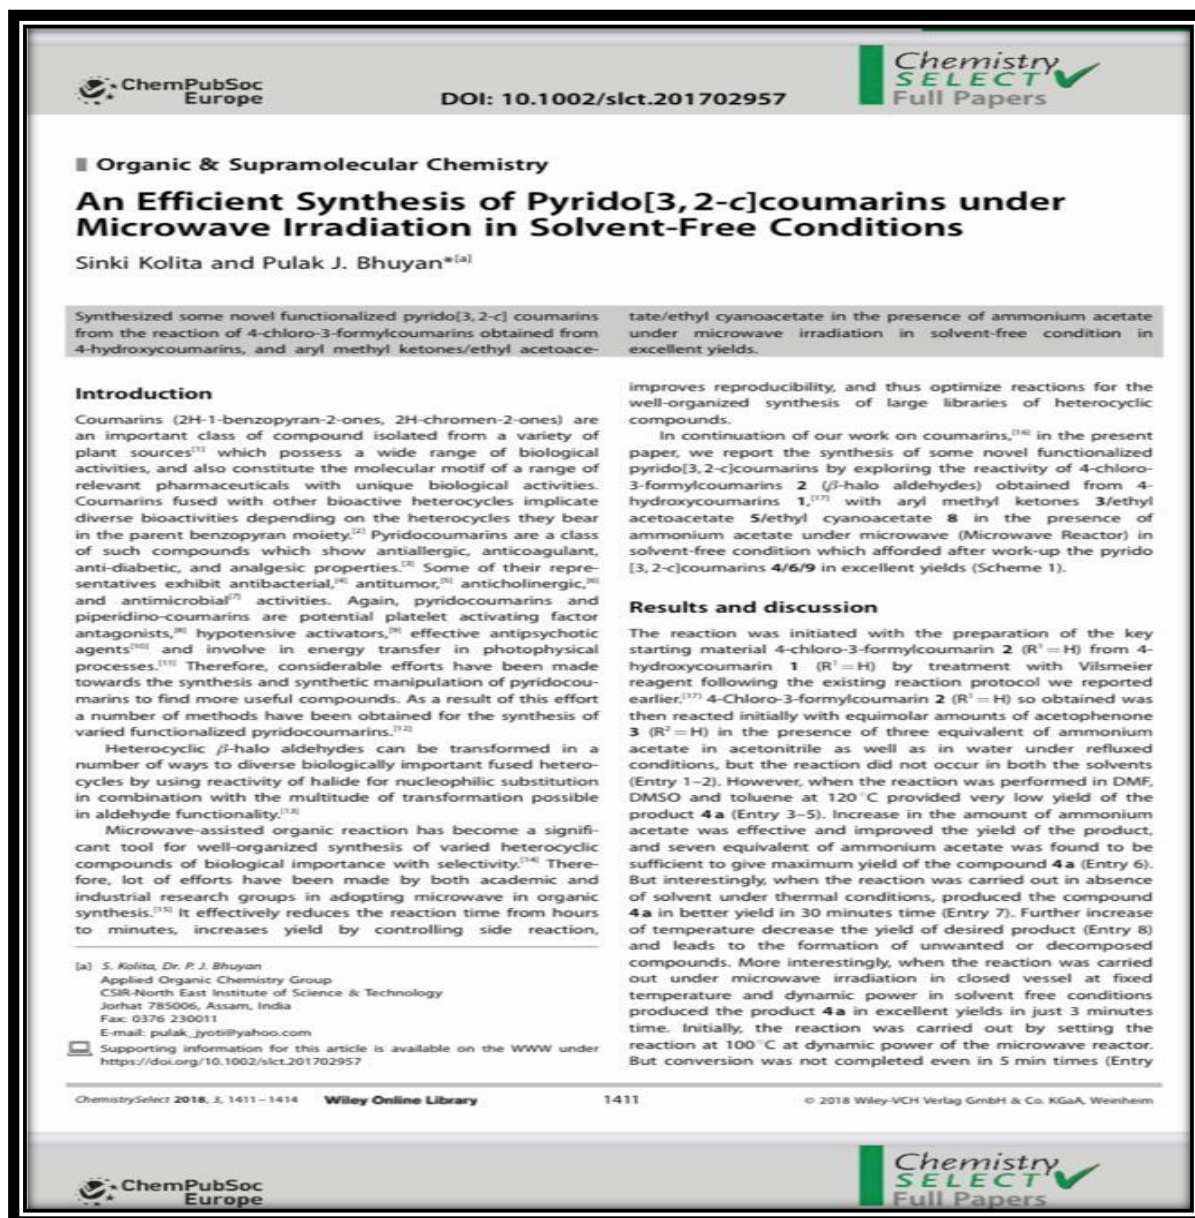 ChemPubSoc
Europe
DOI: 10.1002/slct.201702957
Chemistry
SELECT
Full Papers
Organic & Supramolecular Chemistry
An Efficient Synthesis of Pyrido[3,2-c]coumarins under
Microwave Irradiation in Solvent-Free Conditions
Sinki Kolita and Pulak J. Bhuyan*[a]
Synthesized some novel functionalized pyrido[3,2-c] coumarins
from the reaction of 4-chloro-3-formylcoumarins obtained from
4-hydroxycoumarins, and aryl methyl ketones/ethyl acetoace-
tate/ethyl cyanoacetate in the presence of ammonium acetate
under microwave irradiation in solvent-free condition in
excellent yields.
Introduction
Coumarins (2H-1-benzopyran-2-ones, 2H-chromen-2-ones) are
an important class of compound isolated from a variety of
plant sources[1] which possess a wide range of biological
activities, and also constitute the molecular motif of a range of
relevant pharmaceuticals with unique biological activities.
Coumarins fused with other bioactive heterocycles implicate
diverse bioactivities depending on the heterocycles they bear
in the parent benzopyran moiety.[2] Pyridocoumarins are a class
of such compounds which show antiallergic, anticoagulant,
anti-diabetic, and analgesic properties.[3] Some of their repre-
sentatives exhibit antibacterial,[4] antitumor,[5] anticholinergic,[6]
and antimicrobial[7] activities. Again, pyridocoumarins and
piperidino-coumarins are potential platelet activating factor
antagonists,[8] hypotensive activators,[9] effective antipsychotic
agents[10] and involve in energy transfer in photophysical
processes.[11] Therefore, considerable efforts have been made
towards the synthesis and synthetic manipulation of pyridocou-
marins to find more useful compounds. As a result of this effort
a number of methods have been obtained for the synthesis of
varied functionalized pyridocoumarins.[12]
Heterocyclic β-halo aldehydes can be transformed in a
number of ways to diverse biologically important fused hetero-
cycles by using reactivity of halide for nucleophilic substitution
in combination with the multitude of transformation possible
in aldehyde functionality.[13]
Microwave-assisted organic reaction has become a signifi-
cant tool for well-organized synthesis of varied heterocyclic
compounds of biological importance with selectivity.[14] There-
fore, lot of efforts have been made by both academic and
industrial research groups in adopting microwave in organic
synthesis.[15] It effectively reduces the reaction time from hours
to minutes, increases yield by controlling side reaction,
[a] S. Kolita, Dr. P. J. Bhuyan
Applied Organic Chemistry Group
CSIR-North East Institute of Science & Technology
Jorhat 785006, Assam, India
Fax: 0376 230011
E-mail: pulak_jyoti@yahoo.com
Supporting information for this article is available on the WWW under
https://doi.org/10.1002/slct.201702957
improves reproducibility, and thus optimize reactions for the
well-organized synthesis of large libraries of heterocyclic
compounds.
In continuation of our work on coumarins,[16] in the present
paper, we report the synthesis of some novel functionalized
pyrido[3,2-c]coumarins by exploring the reactivity of 4-chloro-
3-formylcoumarins 2 (β-halo aldehydes) obtained from 4-
hydroxycoumarins 1,[17] with aryl methyl ketones 3/ethyl
acetoacetate 5/ethyl cyanoacetate 8 in the presence of
ammonium acetate under microwave (Microwave Reactor) in
solvent-free condition which afforded after work-up the pyrido
[3,2-c]coumarins 4/6/9 in excellent yields (Scheme 1).
Results and discussion
The reaction was initiated with the preparation of the key
starting material 4-chloro-3-formylcoumarin 2 (R¹=H) from 4-
hydroxycoumarin 1 (R¹=H) by treatment with Vilsmeier
reagent following the existing reaction protocol we reported
earlier.[17] 4-Chloro-3-formylcoumarin 2 (R¹=H) so obtained was
then reacted initially with equimolar amounts of acetophenone
3 (R²=H) in the presence of three equivalent of ammonium
acetate in acetonitrile as well as in water under refluxed
conditions, but the reaction did not occur in both the solvents
(Entry 1–2). However, when the reaction was performed in DMF,
DMSO and toluene at 120°C provided very low yield of the
product 4a (Entry 3–5). Increase in the amount of ammonium
acetate was effective and improved the yield of the product,
and seven equivalent of ammonium acetate was found to be
sufficient to give maximum yield of the compound 4a (Entry 6).
But interestingly, when the reaction was carried out in absence
of solvent under thermal conditions, produced the compound
4a in better yield in 30 minutes time (Entry 7). Further increase
of temperature decrease the yield of desired product (Entry 8)
and leads to the formation of unwanted or decomposed
compounds. More interestingly, when the reaction was carried
out under microwave irradiation in closed vessel at fixed
temperature and dynamic power in solvent free conditions
produced the product 4a in excellent yields in just 3 minutes
time. Initially, the reaction was carried out by setting the
reaction at 100°C at dynamic power of the microwave reactor.
But conversion was not completed even in 5 min times (Entry
ChemistrySelect 2018, 3, 1411–1414
Wiley Online Library
1411
© 2018 Wiley-VCH Verlag GmbH & Co. KGaA, Weinheim
ChemPubSoc
Europe
Chemistry
SELECT
Full Papers